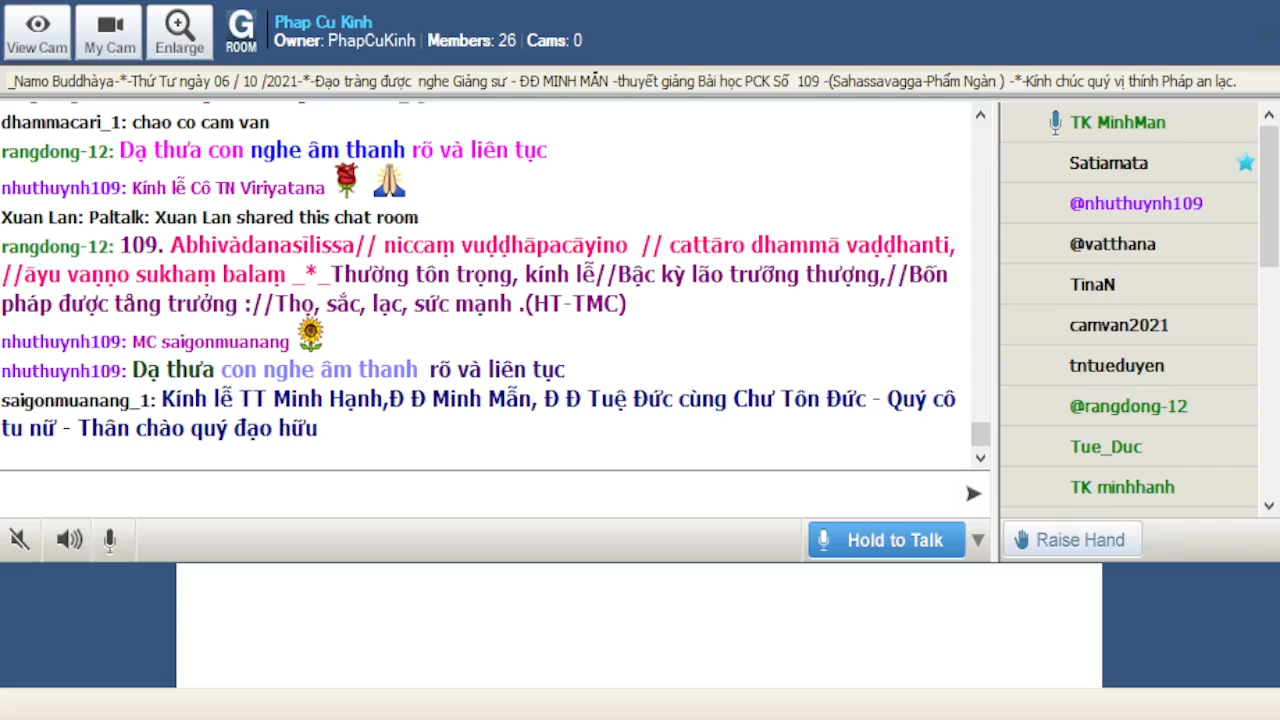 View Cam
My Cam
Enlarge
G
ROOM
Phap Cu Kinh
Owner: PhapCuKinh | Members: 26 | Cams: 0
_Namo Buddhàya-*-Thứ Tư ngày 06 / 10 /2021-*-Đạo tràng được nghe Giảng sư - ĐĐ MINH MẪN -thuyết giảng Bài học PCK Số 109 -(Sahassavagga-Phẩm Ngàn ) -*-Kính chúc quý vị thính Pháp an lạc.
dhammacari_1: chao co cam van
rangdong-12: Dạ thưa con nghe âm thanh rõ và liên tục
nhuthuynh109: Kính lễ Cô TN Viriyatana
Xuan Lan: Paltalk: Xuan Lan shared this chat room
rangdong-12: 109. Abhivàdanasīlissa// niccaṃ vuḍḍhāpacāyino // cattāro dhammā vaḍḍhanti,
//āyu vaṇṇo sukhaṃ balaṃ _*_Thường tôn trọng, kính lễ//Bậc kỳ lão trưỡng thượng,//Bốn
pháp được tăng trưởng ://Thọ, sắc, lạc, sức mạnh .(HT-TMC)
nhuthuynh109: MC saigonmuanang
nhuthuynh109: Dạ thưa con nghe âm thanh rõ và liên tục
saigonmuanang_1: Kính lễ TT Minh Hạnh,Đ Đ Minh Mẫn, Đ Đ Tuệ Đức cùng Chư Tôn Đức - Quý cô
tu nữ - Thân chào quý đạo hữu
TK MinhMan
Satiamata
@nhuthuynh109
@vatthana
TinaN
camvan2021
tntueduyen
@rangdong-12
Tue_Duc
TK minhhanh
Hold to Talk
Raise Hand